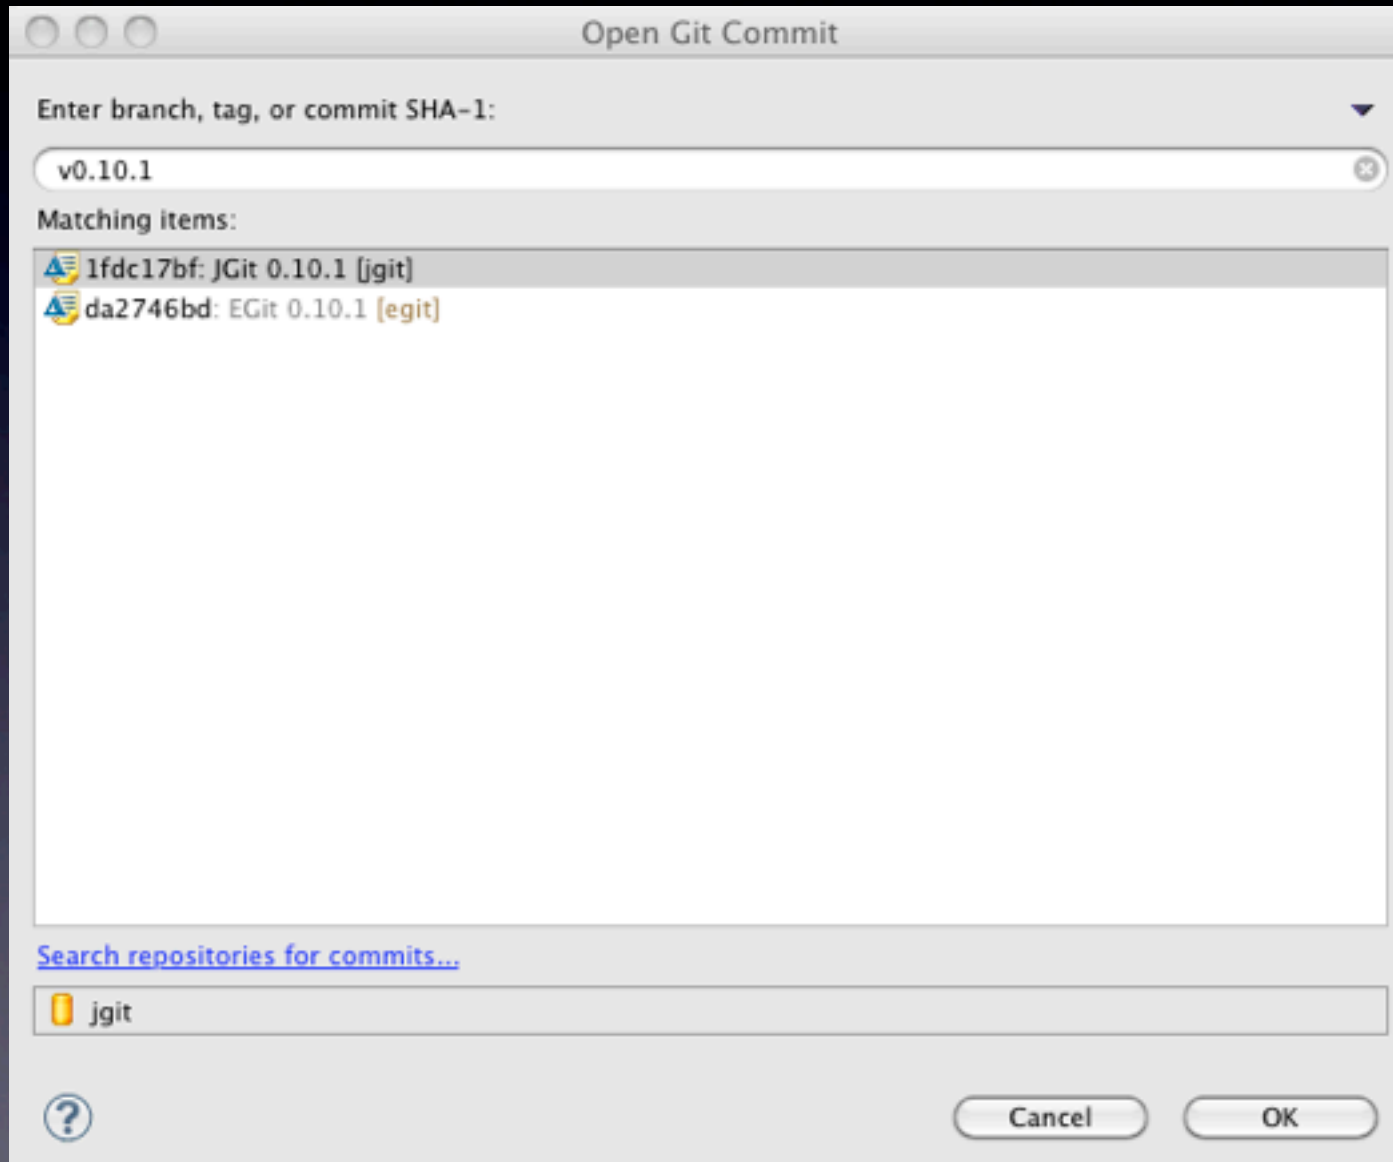 Open Git Commit
Enter branch, tag, or commit SHA-1:
v0.10.1
Matching items:
1fdc17bf: JGit 0.10.1 [jgit]
da2746bd: EGit 0.10.1 [egit]
Search repositories for commits...
jgit
?
Cancel OK